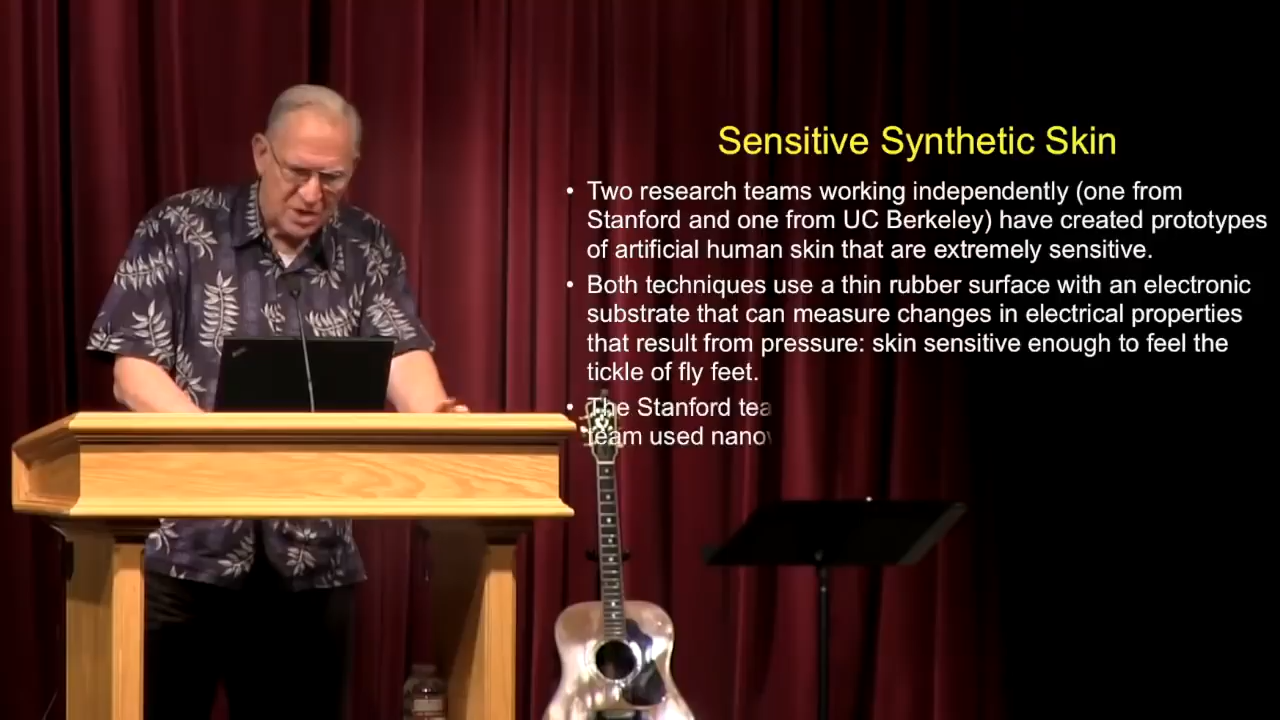 Sensitive Synthetic Skin
• Two research teams working independently (one from
Stanford and one from UC Berkeley) have created prototypes
of artificial human skin that are extremely sensitive.
• Both techniques use a thin rubber surface with an electronic
substrate that can measure changes in electrical properties
that result from pressure: skin sensitive enough to feel the
tickle of fly feet.
• The Stanford tea
team used nano